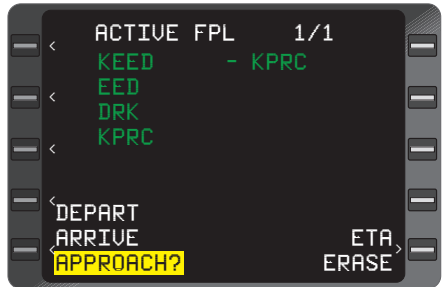 ACTIVE FPL 1/1
< KEED - KPRC
EED
< DRK
< KPRC
<DEPART
ARRIVE ETA
<APPROACH? ERASE>